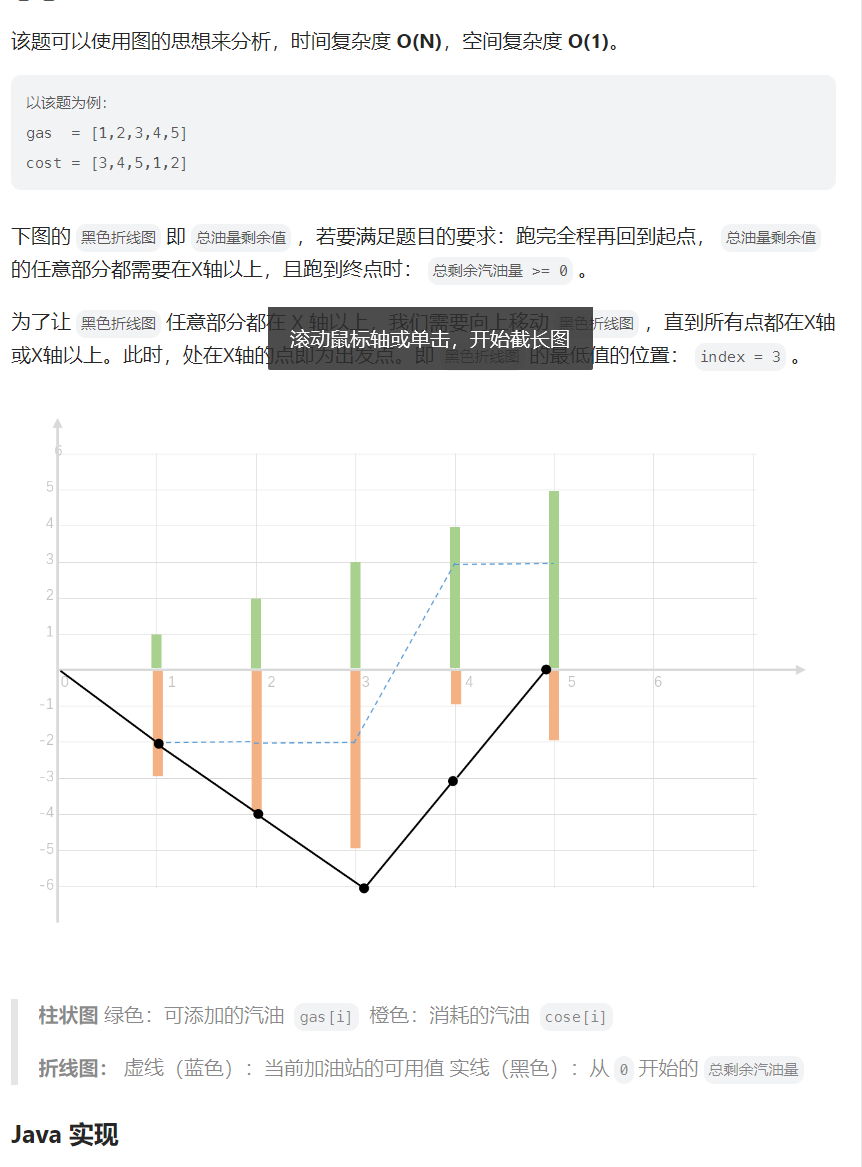 该题可以使用图的思想来分析，时间复杂度 O(N)，空间复杂度 O(1)。
以该题为例：
gas = [1,2,3,4,5]
cost = [3,4,5,1,2]
下图的 黑色折线图 即 总油量剩余值 ，若要满足题目的要求：跑完全程再回到起点， 总油量剩余值
的任意部分都需要在X轴以上，且跑到终点时： 总剩余汽油量 >= 0 。
为了让 黑色折线图 任意部分都在 X 轴以上，我们需要向上移动 黑色折线图 ，直到所有点都在X轴
或X轴以上。此时，处在X轴的点即为出发点。即 黑色折线图 的最低值的位置： index = 3 。
滚动鼠标轴或单击，开始截长图
6
5
4
3
2
1
0 1 2 3 4 5 6
-1
-2
-3
-4
-5
-6
柱状图 绿色：可添加的汽油 gas[i] 橙色：消耗的汽油 cose[i]
折线图： 虚线（蓝色）：当前加油站的可用值 实线（黑色）：从 0 开始的 总剩余汽油量
Java 实现